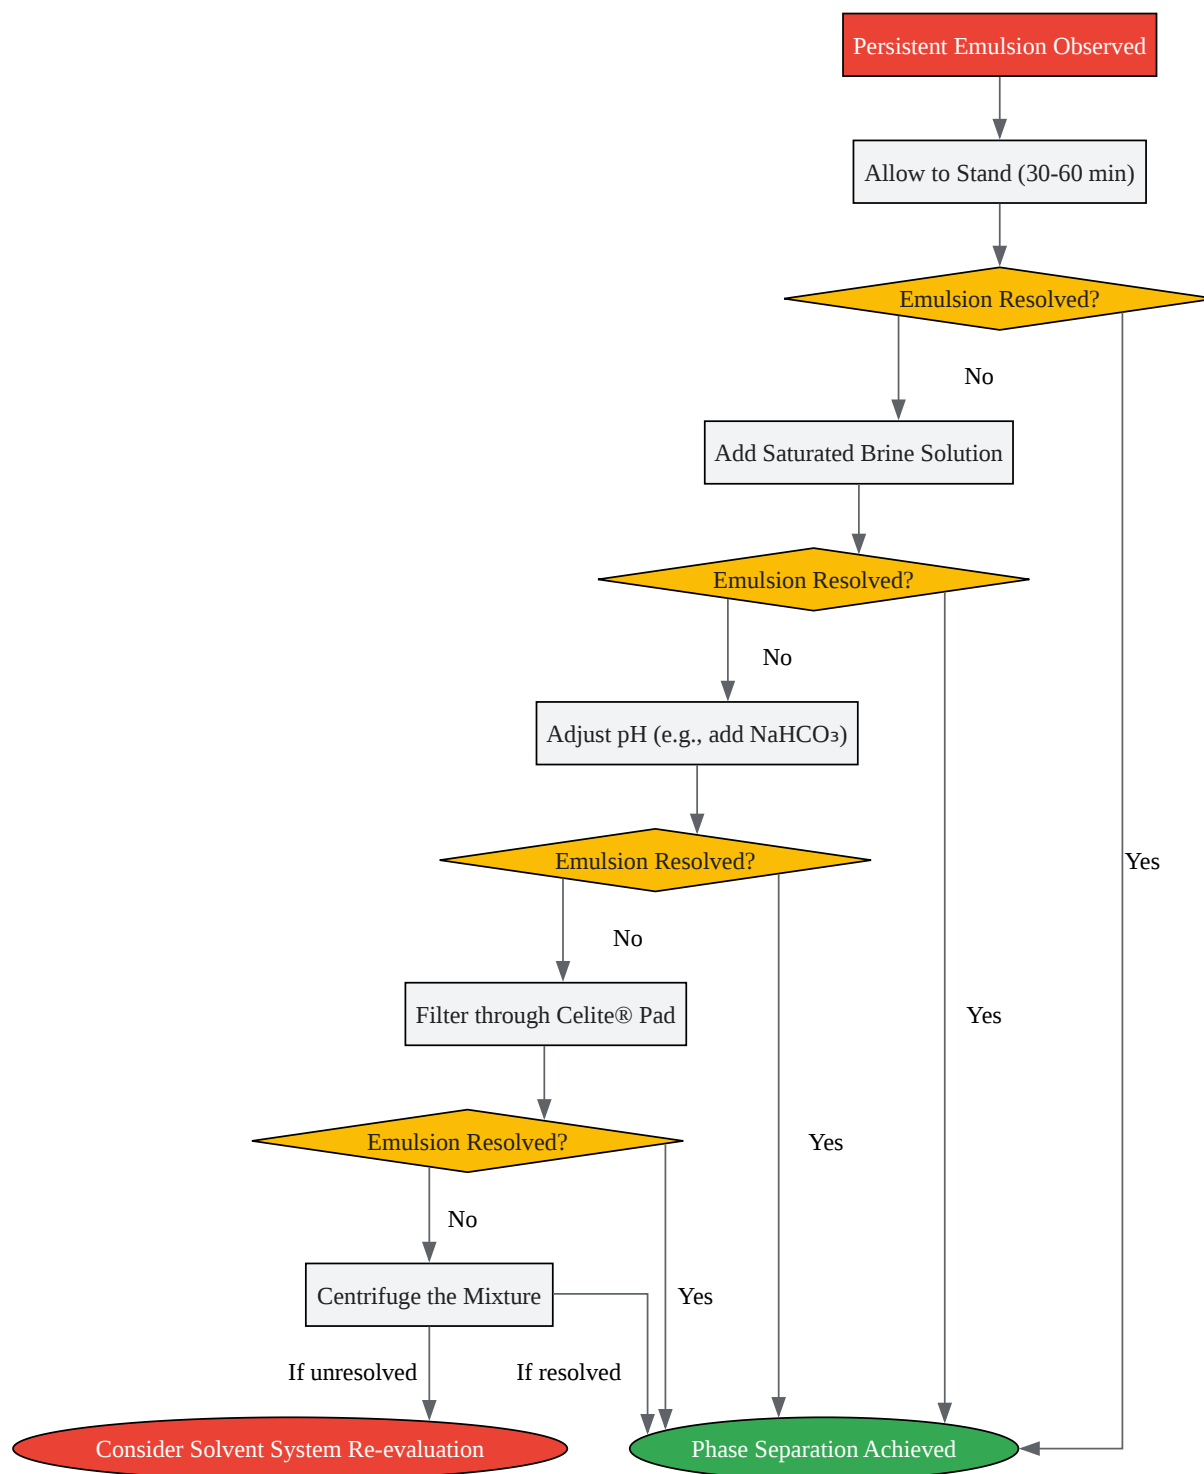 Persistent Emulsion Observed
Allow to Stand (30-60 min)
Emulsion Resolved?
No
Add Saturated Brine Solution
Emulsion Resolved?
No
Adjust pH (e.g., add NaHCO₃)
Emulsion Resolved?
Yes
No
Filter through Celite® Pad
Yes
Emulsion Resolved?
Yes
No
Centrifuge the Mixture
Yes
If unresolved
If resolved
Consider Solvent System Re-evaluation
Phase Separation Achieved